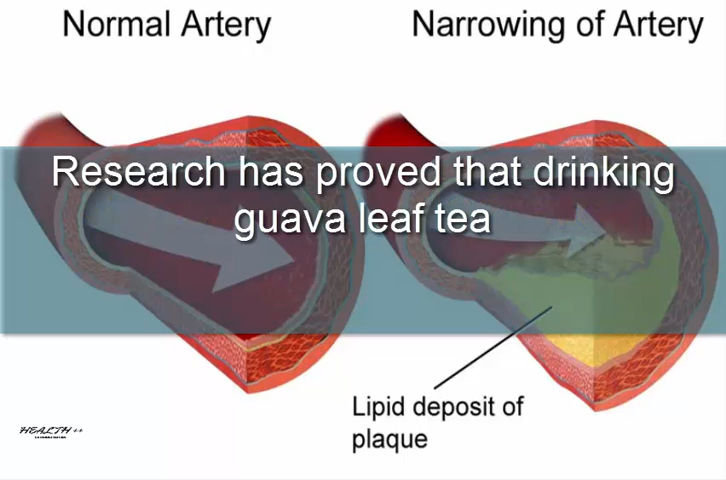 Normal Artery
Narrowing of Artery
Research has proved that drinking
guava leaf tea
Lipid deposit of
plaque
HEALTH ++